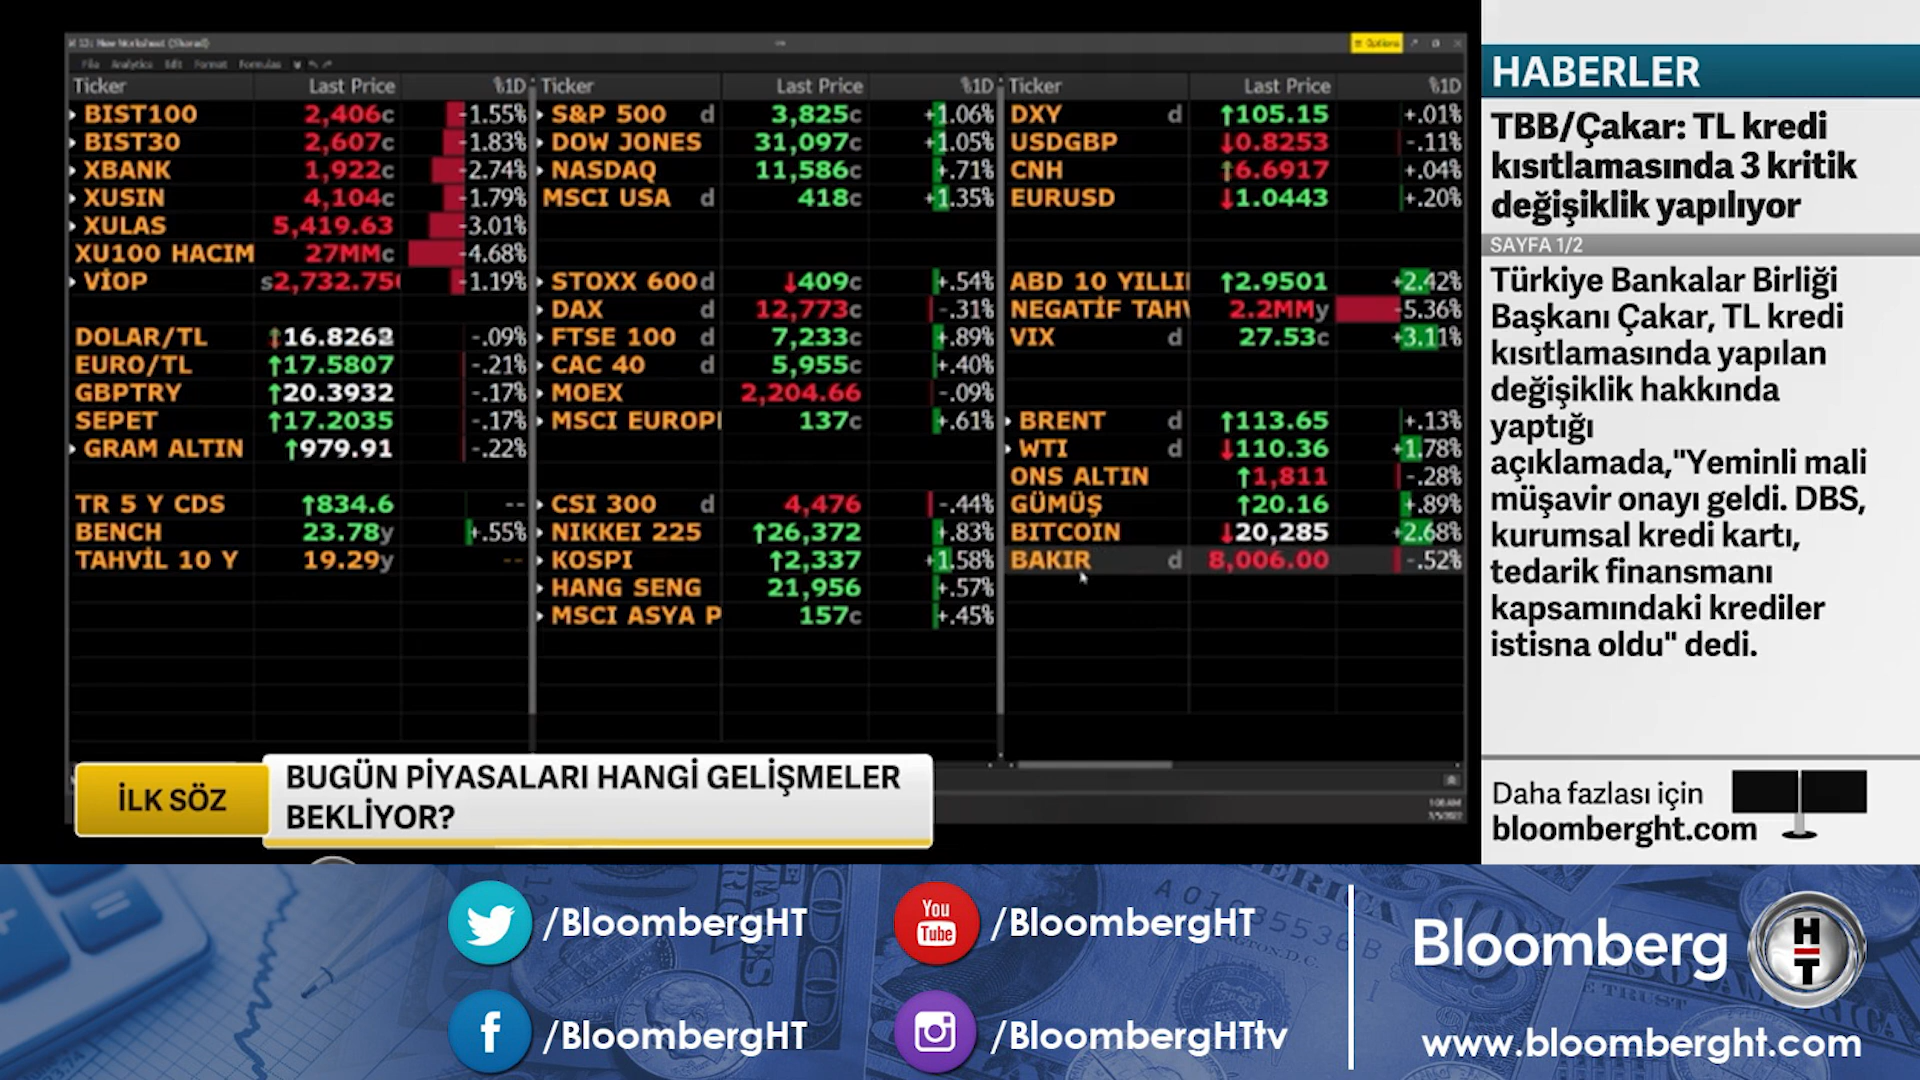 File Analytics Edit Format Formulas
Options
Ticker Last Price %1D Ticker Last Price %1D Ticker Last Price %1D
BIST100 2,406c -1.55% S&P 500 d 3,825c +1.06% DXY d ↑105.15 +.01%
BIST30 2,607c -1.83% DOW JONES 31,097c +1.05% USDGBP ↓0.8253 -.11%
XBANK 1,922c -2.74% NASDAQ 11,586c +.71% CNH ↑6.6917 +.04%
XUSIN 4,104c -1.79% MSCI USA d 418c +1.35% EURUSD ↓1.0443 +.20%
XULAS 5,419.63 -3.01%
XU100 HACIM 27MMc -4.68%
VİOP s2,732.75 -1.19% STOXX 600 d ↓409c +.54% ABD 10 YILLI ↑2.9501 +2.42%
DAX d 12,773c -.31% NEGATİF TAHV 2.2MMy -5.36%
DOLAR/TL ↕16.8262 -.09% FTSE 100 d 7,233c +.89% VIX d 27.53c +3.11%
EURO/TL ↑17.5807 -.21% CAC 40 d 5,955c +.40%
GBPTRY ↑20.3932 -.17% MOEX 2,204.66 -.09%
SEPET ↑17.2035 -.17% MSCI EUROPI 137c +.61% BRENT d ↑113.65 +.13%
GRAM ALTIN ↑979.91 -.22% WTI d ↓110.36 +1.78%
ONS ALTIN ↑1,811 -.28%
TR 5 Y CDS ↑834.6 -- CSI 300 d 4,476 -.44% GÜMÜŞ ↑20.16 +.89%
BENCH 23.78y +.55% NIKKEI 225 ↑26,372 +.83% BITCOIN ↓20,285 +2.68%
TAHVİL 10 Y 19.29y -- KOSPI ↑2,337 +1.58% BAKIR d 8,006.00 -.52%
HANG SENG 21,956 +.57%
MSCI ASYA P 157c +.45%
İLK SÖZ
BUGÜN PİYASALARI HANGİ GELİŞMELER
BEKLİYOR?
HABERLER
TBB/Çakar: TL kredi
kısıtlamasında 3 kritik
değişiklik yapılıyor
SAYFA 1/2
Türkiye Bankalar Birliği
Başkanı Çakar, TL kredi
kısıtlamasında yapılan
değişiklik hakkında
yaptığı
açıklamada,"Yeminli mali
müşavir onayı geldi. DBS,
kurumsal kredi kartı,
tedarik finansmanı
kapsamındaki krediler
istisna oldu" dedi.
Daha fazlası için
bloomberght.com
/BloombergHT
You
Tube
/BloombergHT
/BloombergHT
/BloombergHTtv
Bloomberg HT
www.bloomberght.com